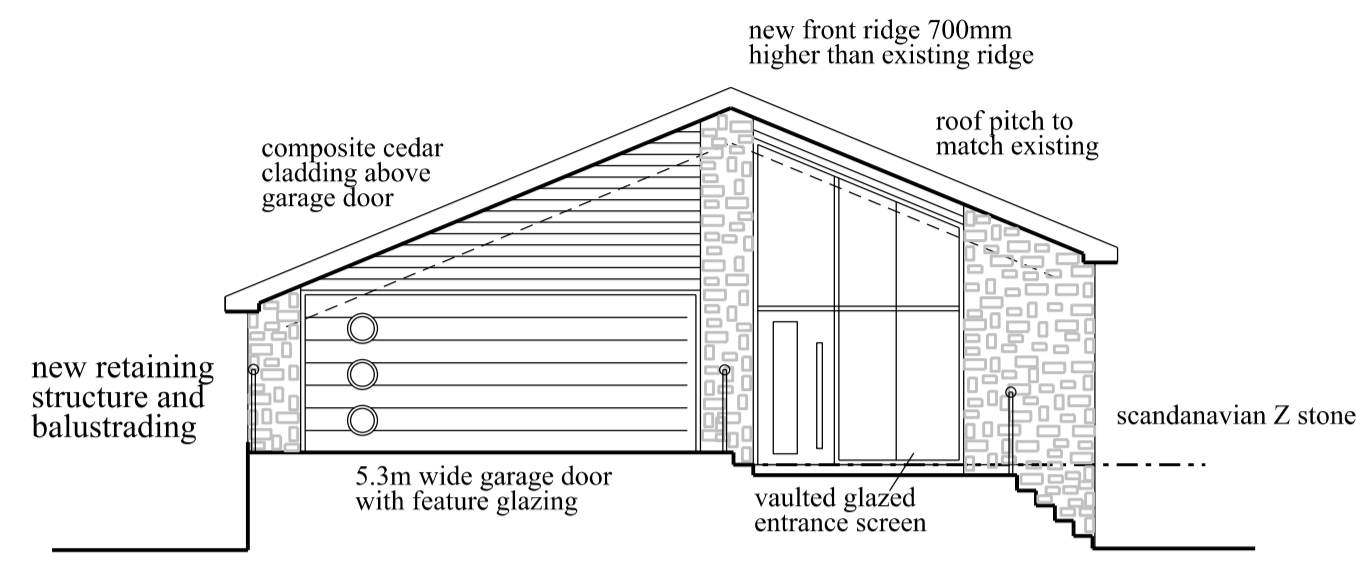 new front ridge 700mm
higher than existing ridge
roof pitch to
match existing
composite cedar
cladding above
garage door
new retaining
structure and
balustrading
scandanavian Z stone
5.3m wide garage door
with feature glazing
vaulted glazed
entrance screen